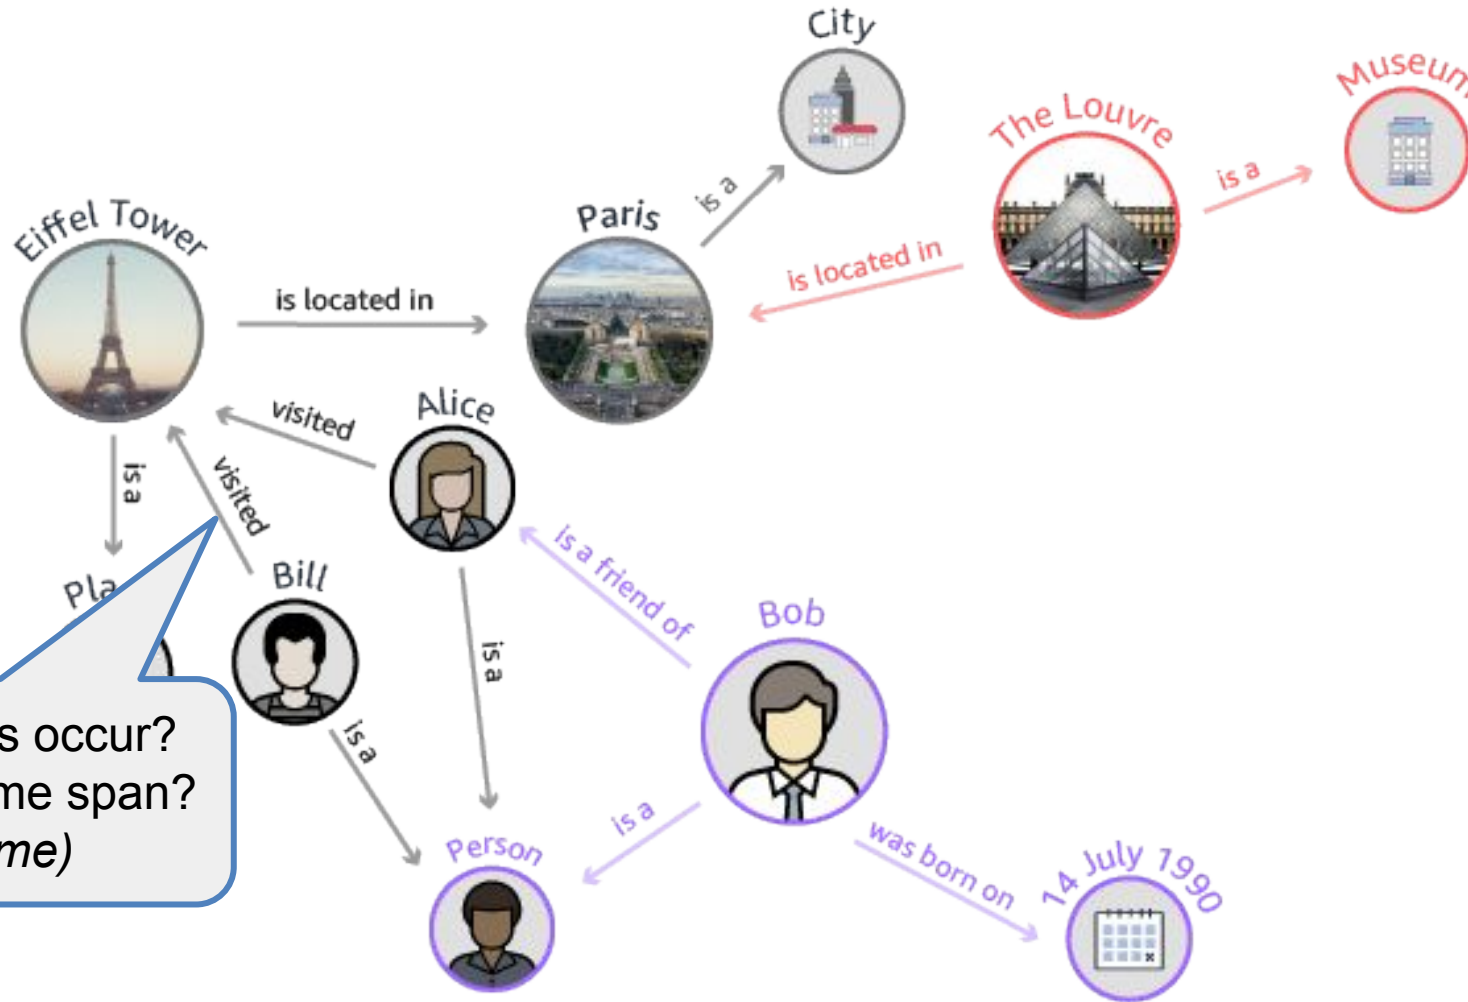 City
Museum
The Louvre
is a
is a
Eiffel Tower
Paris
is located in
is located in
Alice
visited
visited
is a
Bill
is a friend of
Bob
is a
is a
s occur?
me span?
me)
Person
is a
was born on
14 July 1990